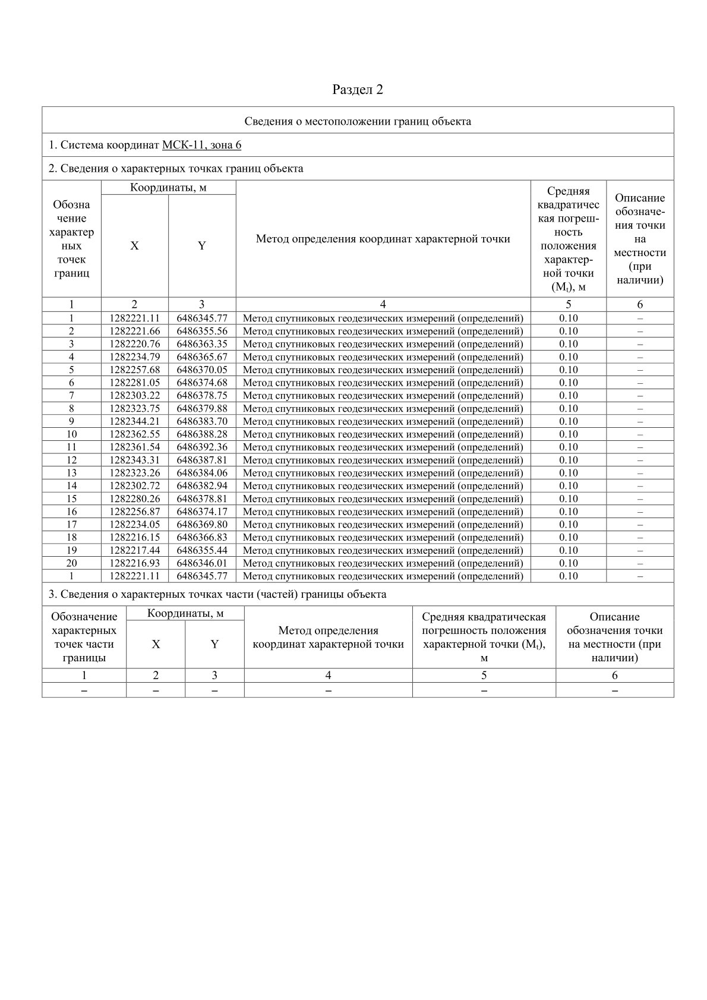 Раздел 2
Сведения о местоположении границ объекта
1. Система координат МСК-11, зона 6
2. Сведения о характерных точках границ объекта
Обозна
чение
характер
ных
точек
границ
Координаты, м
X
Y
Метод определения координат характерной точки
Средняя
квадратичес
кая погреш-
ность
положения
характер-
ной точки
(Mt), м
Описание
обозначе-
ния точки
на
местности
(при
наличии)
1 2 3 4 5 6
1 1282221.11 6486345.77 Метод спутниковых геодезических измерений (определений) 0.10 –
2 1282221.66 6486355.56 Метод спутниковых геодезических измерений (определений) 0.10 –
3 1282220.76 6486363.35 Метод спутниковых геодезических измерений (определений) 0.10 –
4 1282234.79 6486365.67 Метод спутниковых геодезических измерений (определений) 0.10 –
5 1282257.68 6486370.05 Метод спутниковых геодезических измерений (определений) 0.10 –
6 1282281.05 6486374.68 Метод спутниковых геодезических измерений (определений) 0.10 –
7 1282303.22 6486378.75 Метод спутниковых геодезических измерений (определений) 0.10 –
8 1282323.75 6486379.88 Метод спутниковых геодезических измерений (определений) 0.10 –
9 1282344.21 6486383.70 Метод спутниковых геодезических измерений (определений) 0.10 –
10 1282362.55 6486388.28 Метод спутниковых геодезических измерений (определений) 0.10 –
11 1282361.54 6486392.36 Метод спутниковых геодезических измерений (определений) 0.10 –
12 1282343.31 6486387.81 Метод спутниковых геодезических измерений (определений) 0.10 –
13 1282323.26 6486384.06 Метод спутниковых геодезических измерений (определений) 0.10 –
14 1282302.72 6486382.94 Метод спутниковых геодезических измерений (определений) 0.10 –
15 1282280.26 6486378.81 Метод спутниковых геодезических измерений (определений) 0.10 –
16 1282256.87 6486374.17 Метод спутниковых геодезических измерений (определений) 0.10 –
17 1282234.05 6486369.80 Метод спутниковых геодезических измерений (определений) 0.10 –
18 1282216.15 6486366.83 Метод спутниковых геодезических измерений (определений) 0.10 –
19 1282217.44 6486355.44 Метод спутниковых геодезических измерений (определений) 0.10 –
20 1282216.93 6486346.01 Метод спутниковых геодезических измерений (определений) 0.10 –
1 1282221.11 6486345.77 Метод спутниковых геодезических измерений (определений) 0.10 –
3. Сведения о характерных точках части (частей) границы объекта
Обозначение
характерных
точек части
границы
Координаты, м
X
Y
Метод определения
координат характерной точки
Средняя квадратическая
погрешность положения
характерной точки (Mt),
м
Описание
обозначения точки
на местности (при
наличии)
1 2 3 4 5 6
– – – – – –